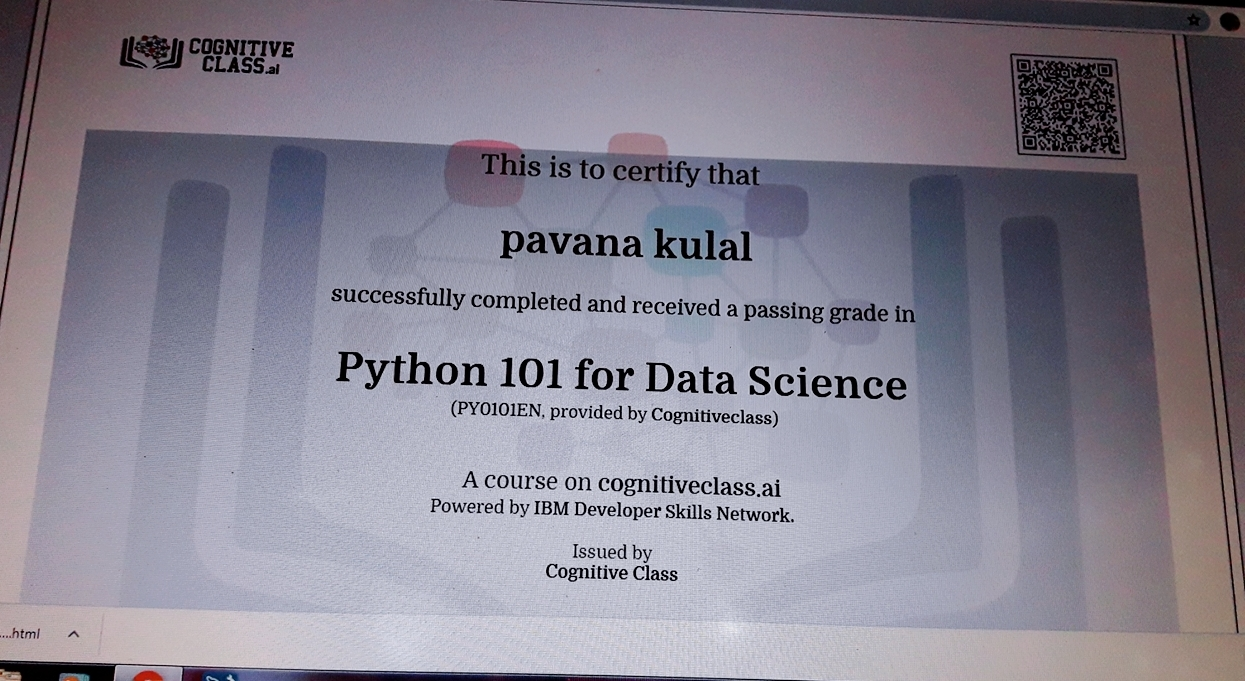 COGNITIVE
CLASS.ai
This is to certify that
pavana kulal
successfully completed and received a passing grade in
Python 101 for Data Science
(PY0101EN, provided by Cognitiveclass)
A course on cognitiveclass.ai
Powered by IBM Developer Skills Network.
Issued by
Cognitive Class
....html